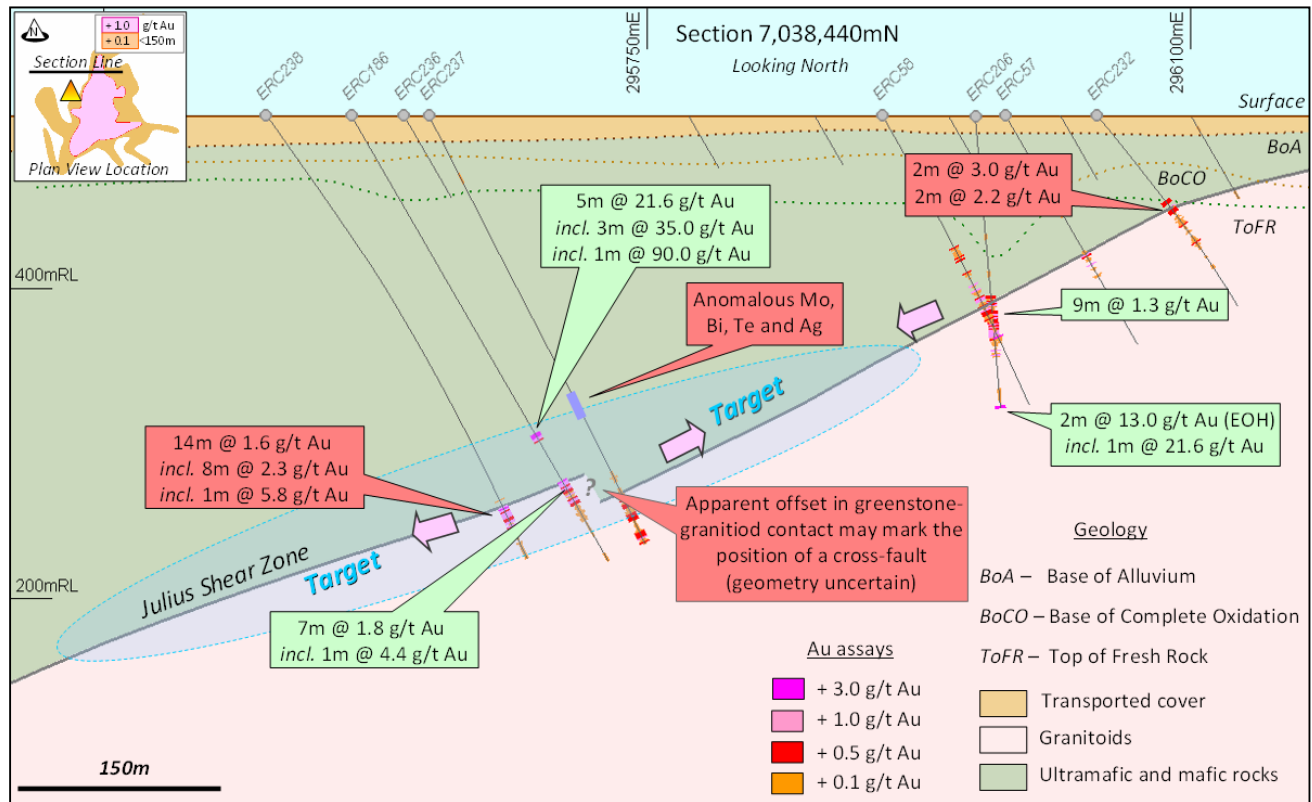 N
+ 1.0 g/t Au
+ 0.1 <150m
Section Line
Plan View Location
Section 7,038,440mN
Looking North
295750mE
296100mE
ERC238
ERC186
ERC236
ERC237
ERC58
ERC206
ERC57
ERC232
Surface
BoA
BoCO
ToFR
400mRL
200mRL
2m @ 3.0 g/t Au
2m @ 2.2 g/t Au
5m @ 21.6 g/t Au
incl. 3m @ 35.0 g/t Au
incl. 1m @ 90.0 g/t Au
Anomalous Mo,
Bi, Te and Ag
9m @ 1.3 g/t Au
2m @ 13.0 g/t Au (EOH)
incl. 1m @ 21.6 g/t Au
14m @ 1.6 g/t Au
incl. 8m @ 2.3 g/t Au
incl. 1m @ 5.8 g/t Au
Target
?
Apparent offset in greenstone-
granitiod contact may mark the
position of a cross-fault
(geometry uncertain)
Julius Shear Zone
Target
7m @ 1.8 g/t Au
incl. 1m @ 4.4 g/t Au
Au assays
+ 3.0 g/t Au
+ 1.0 g/t Au
+ 0.5 g/t Au
+ 0.1 g/t Au
Geology
BoA – Base of Alluvium
BoCO – Base of Complete Oxidation
ToFR – Top of Fresh Rock
Transported cover
Granitoids
Ultramafic and mafic rocks
150m